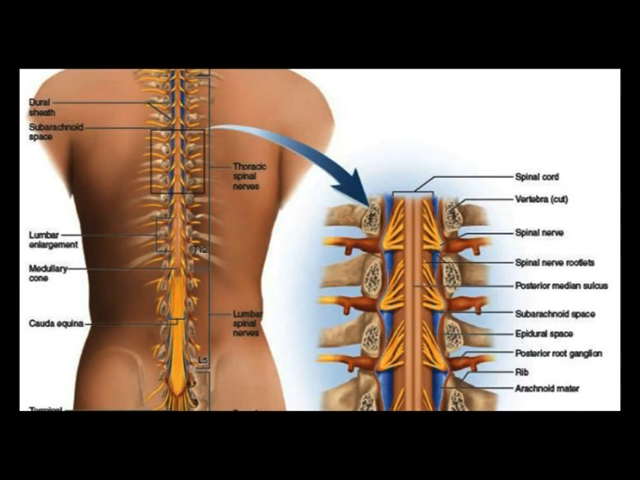 Dural
sheath
Subarachnoid
space
Thoracic
spinal
nerves
Lumbar
enlargement
Medullary
cone
Cauda equina
Lumbar
spinal
nerves
L5
Spinal cord
Vertebra (cut)
Spinal nerve
Spinal nerve rootlets
Posterior median sulcus
Subarachnoid space
Epidural space
Posterior root ganglion
Rib
Arachnoid mater